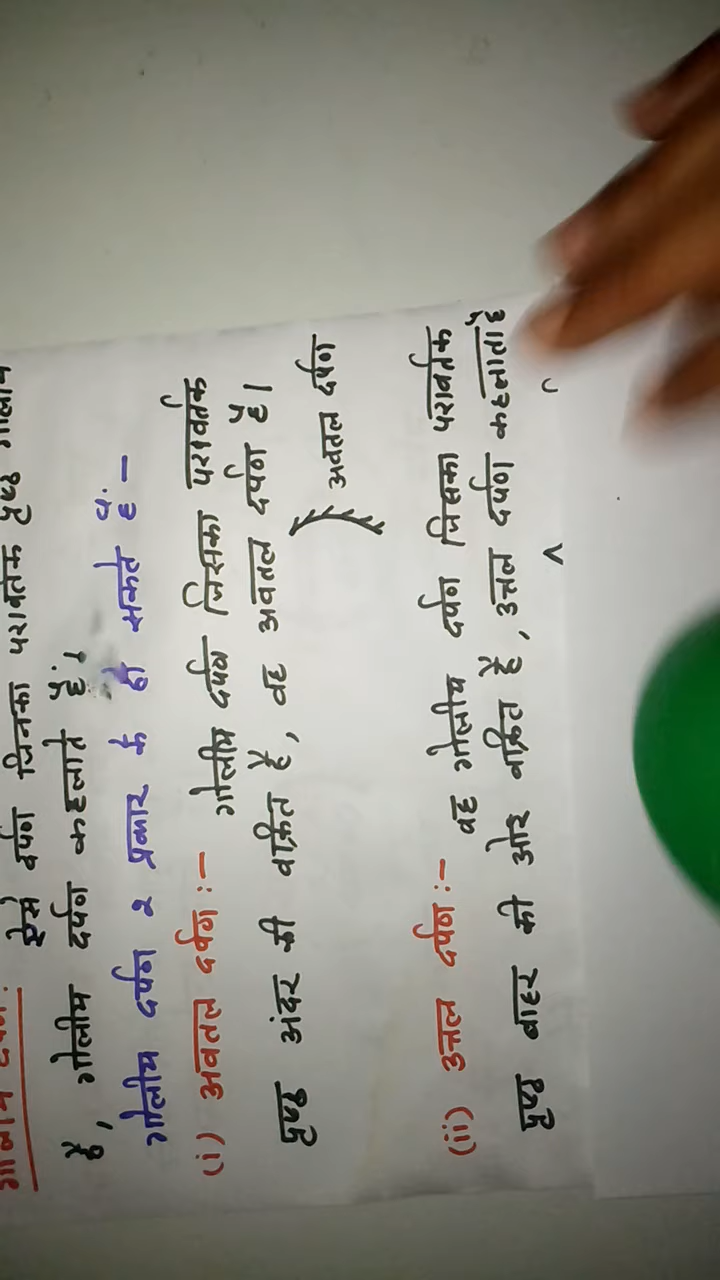 गोलीय दर्पण:
ऐसे दर्पण जिनका परावर्तक पृष्ठ गोलीय
है, गोलीय दर्पण कहलाते हैं।
गोलीय दर्पण 2 प्रकार के हो सकते हैं:-
(i) अवतल दर्पण:- गोलीय दर्पण जिसका परावर्तक
पृष्ठ अंदर की वक्रित है, वह अवतल दर्पण है।
अवतल दर्पण
(ii) उत्तल दर्पण:- वह गोलीय दर्पण जिसका परावर्तक
पृष्ठ बाहर की ओर वक्रित है, उत्तल दर्पण कहलाता है